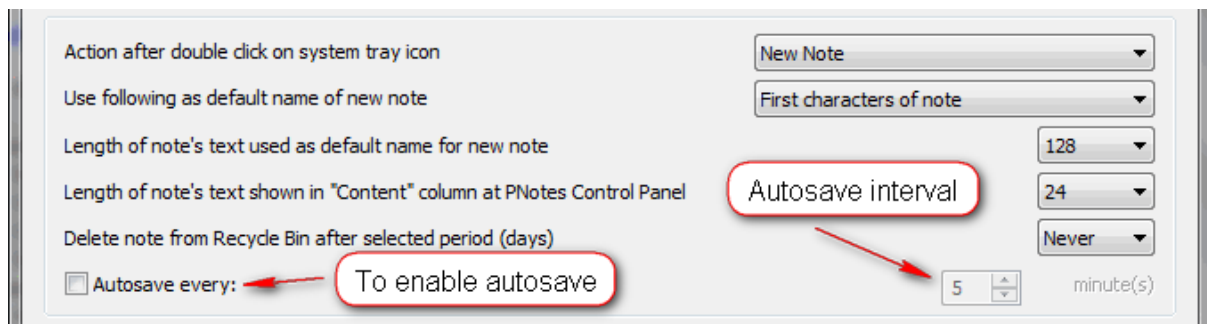 Action after double click on system tray icon New Note
Use following as default name of new note First characters of note
Length of note's text used as default name for new note 128
Length of note's text shown in "Content" column at PNotes Control Panel Autosave interval 24
Delete note from Recycle Bin after selected period (days) Never
Autosave every: To enable autosave 5 minute(s)